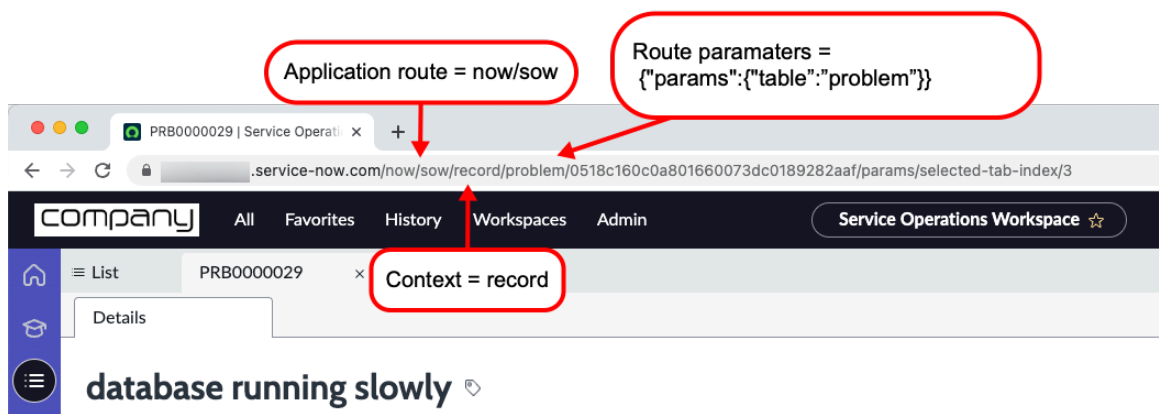 Application route = now/sow
Route paramaters =
{"params":{"table":"problem"}}
PRB0000029 | Service Operati
.service-now.com/now/sow/record/problem/0518c160c0a801660073dc0189282aaf/params/selected-tab-index/3
company All Favorites History Workspaces Admin Service Operations Workspace
List PRB0000029
Context = record
Details
database running slowly